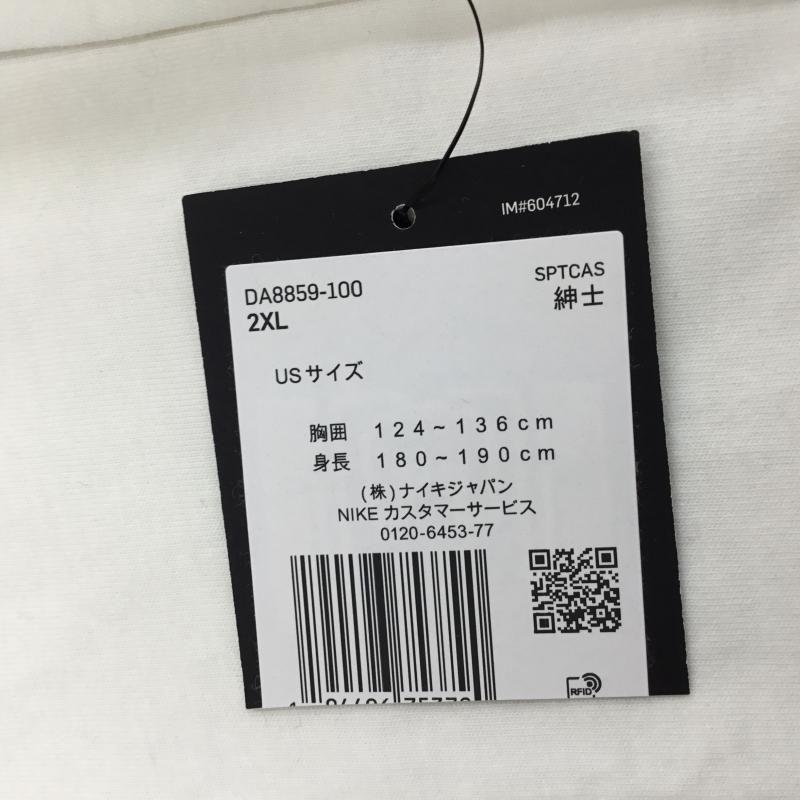 IM#604712
DA8859-100
SPTCAS
2XL
紳士
USサイズ
胸囲 124~136cm
身長 180~190cm
(株)ナイキジャパン
NIKE カスタマーサービス
0120-6453-77
RFID